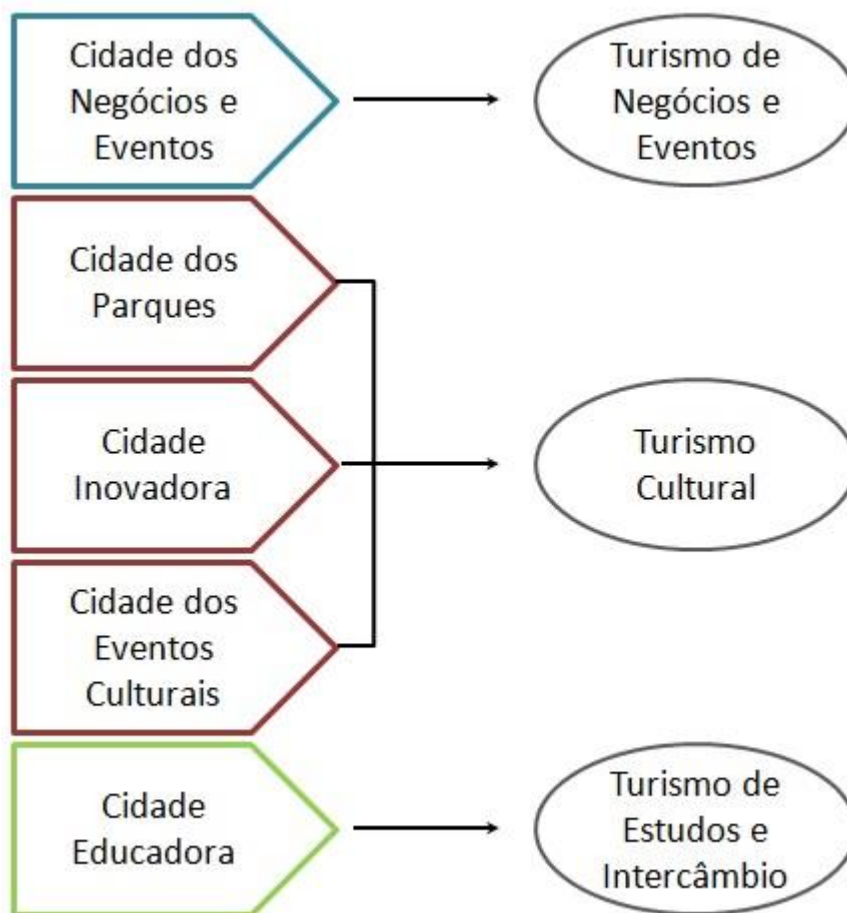 Cidade dos
Negócios e
Eventos
Turismo de
Negócios e
Eventos
Cidade dos
Parques
Cidade
Inovadora
Turismo
Cultural
Cidade dos
Eventos
Culturais
Cidade
Educadora
Turismo de
Estudos e
Intercâmbio